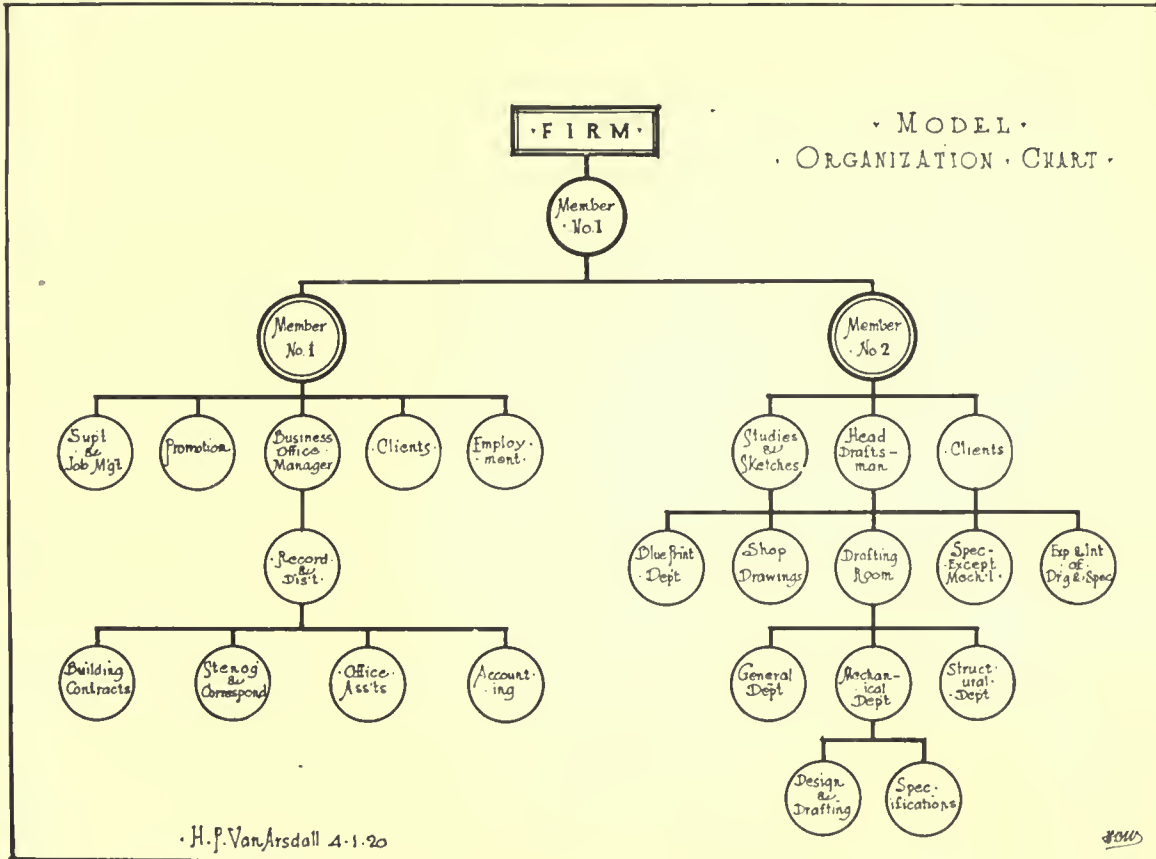 · FIRM ·
· MODEL ·
· ORGANIZATION · CHART ·
Member
· No. 1
Member
No. 1
Member
· No. 2
Sup't
&
Job M'g't
Promotion
Business
Office
Manager
· Clients ·
Employ ·
· ment ·
Studies
&
Sketches
Head
Drafts -
man
· Clients
· Record
&
Dis't ·
Blue Print
· Dept
Shop
Drawings
Drafting
Room
Spec -
· Except
Mech'l ·
Exp & Int
of
Dr'g & Spec
Building
Contracts
Stenog
&
Correspond
· Office ·
Ass'ts
Account ·
ing
General
Dept
Mechan-
ical
Dept
Struct ·
ural ·
· Dept
Design
&
Drafting
Spec ·
ifications
· H. P. Van Arsdall 4 · 1 · 20